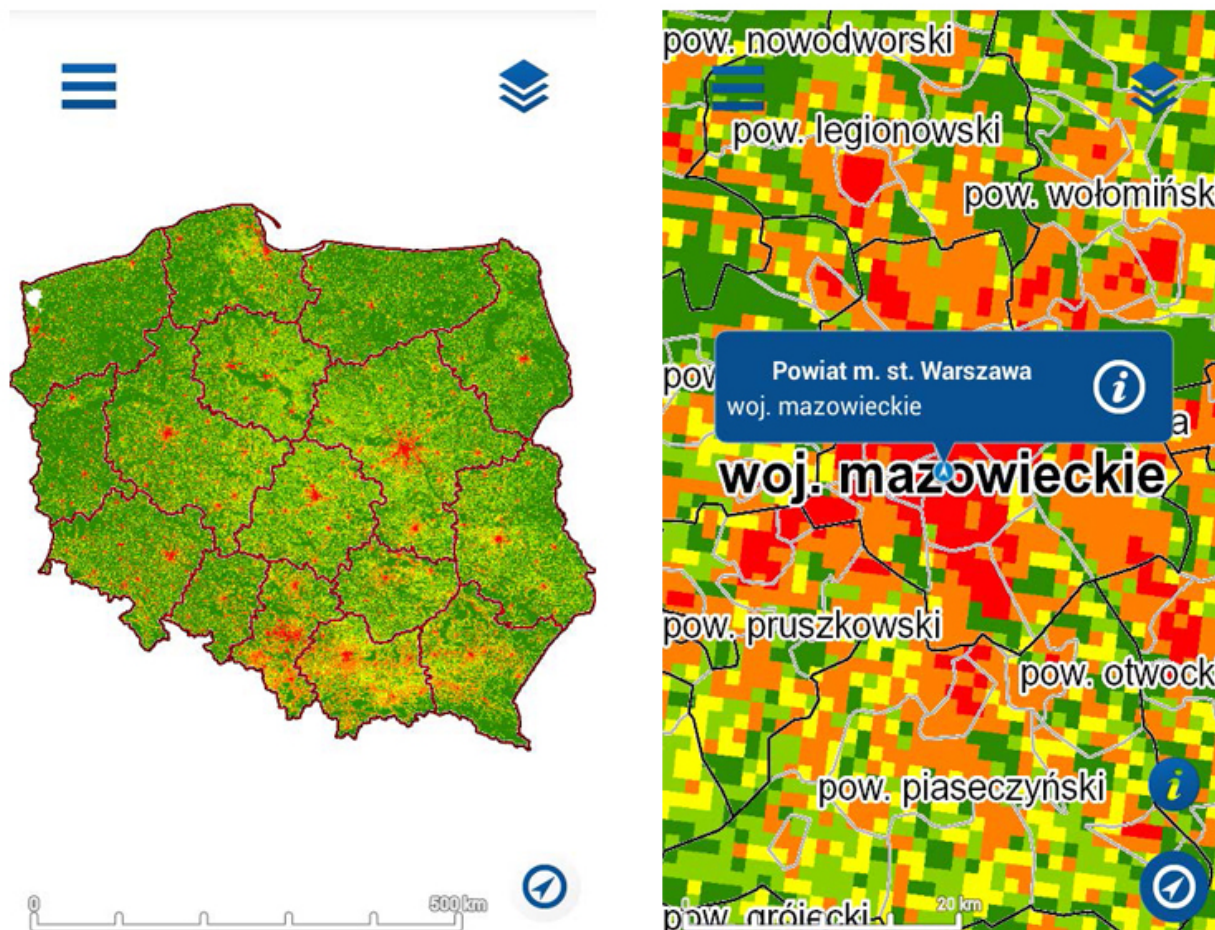 0
500 km
pow. nowodworski
pow. legionowski
pow. wołomińsk
pow
Powiat m. st. Warszawa
woj. mazowieckie
i
a
woj. mazowieckie
pow. pruszkowski
pow. otwock
pow. piaseczyński
i
20 km
pow. grójecki